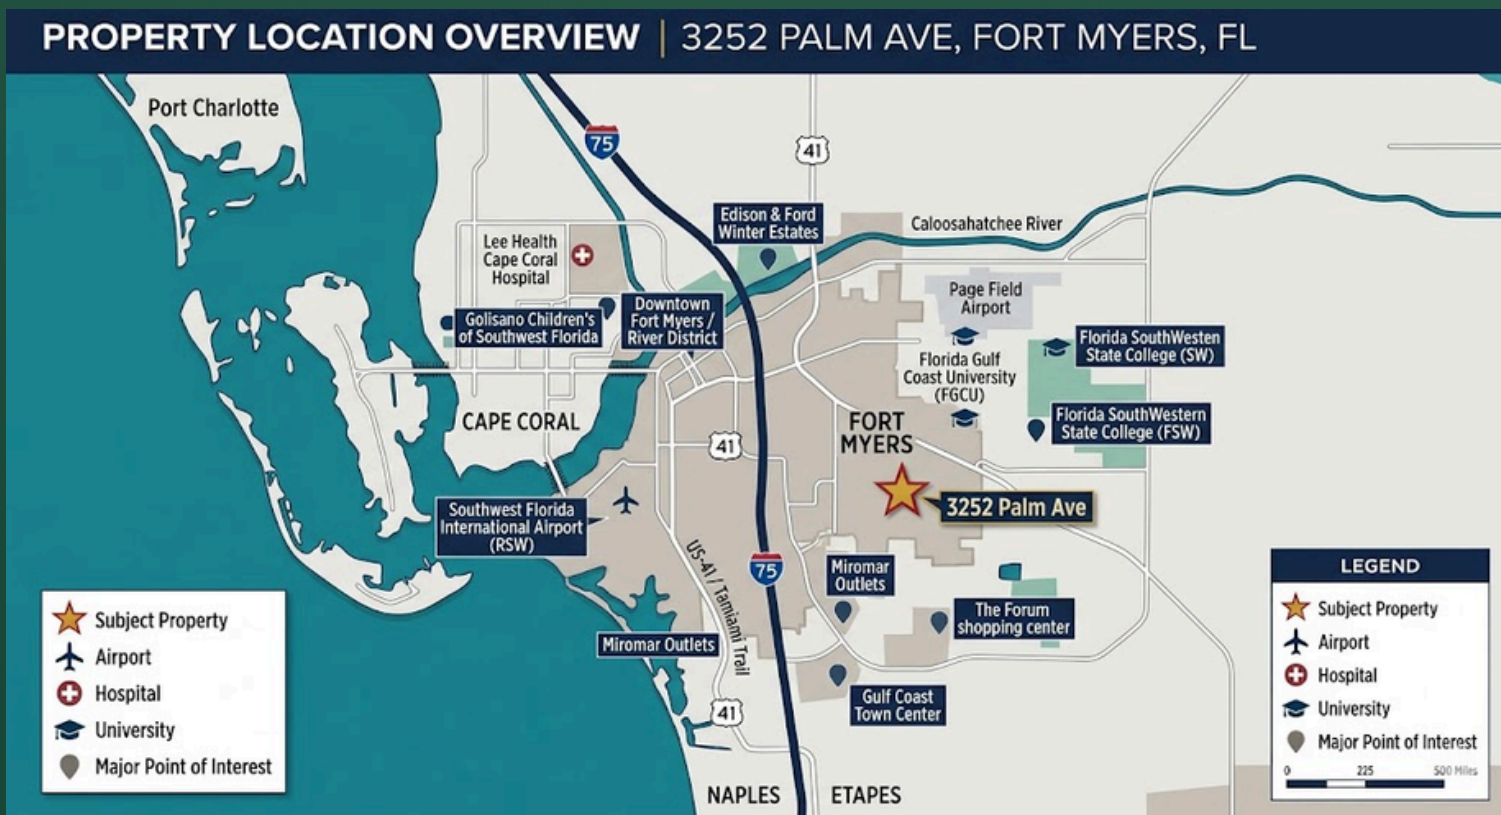 PROPERTY LOCATION OVERVIEW | 3252 PALM AVE, FORT MYERS, FL
Port Charlotte
75
41
Edison & Ford
Winter Estates
Caloosahatchee River
Lee Health
Cape Coral
Hospital
Page Field
Airport
Golisano Children's
of Southwest Florida
Downtown
Fort Myers /
River District
Florida SouthWesten
State College (SW)
Florida Gulf
Coast University
(FGCU)
CAPE CORAL
FORT
MYERS
Florida SouthWestern
State College (FSW)
41
3252 Palm Ave
Southwest Florida
International Airport
(RSW)
US-41 / Tamiami Trail
75
Miromar
Outlets
The Forum
shopping center
Miromar Outlets
Gulf Coast
Town Center
41
NAPLES
ETAPES
Subject Property
Airport
Hospital
University
Major Point of Interest
LEGEND
Subject Property
Airport
Hospital
University
Major Point of Interest
0 225 500 Miles